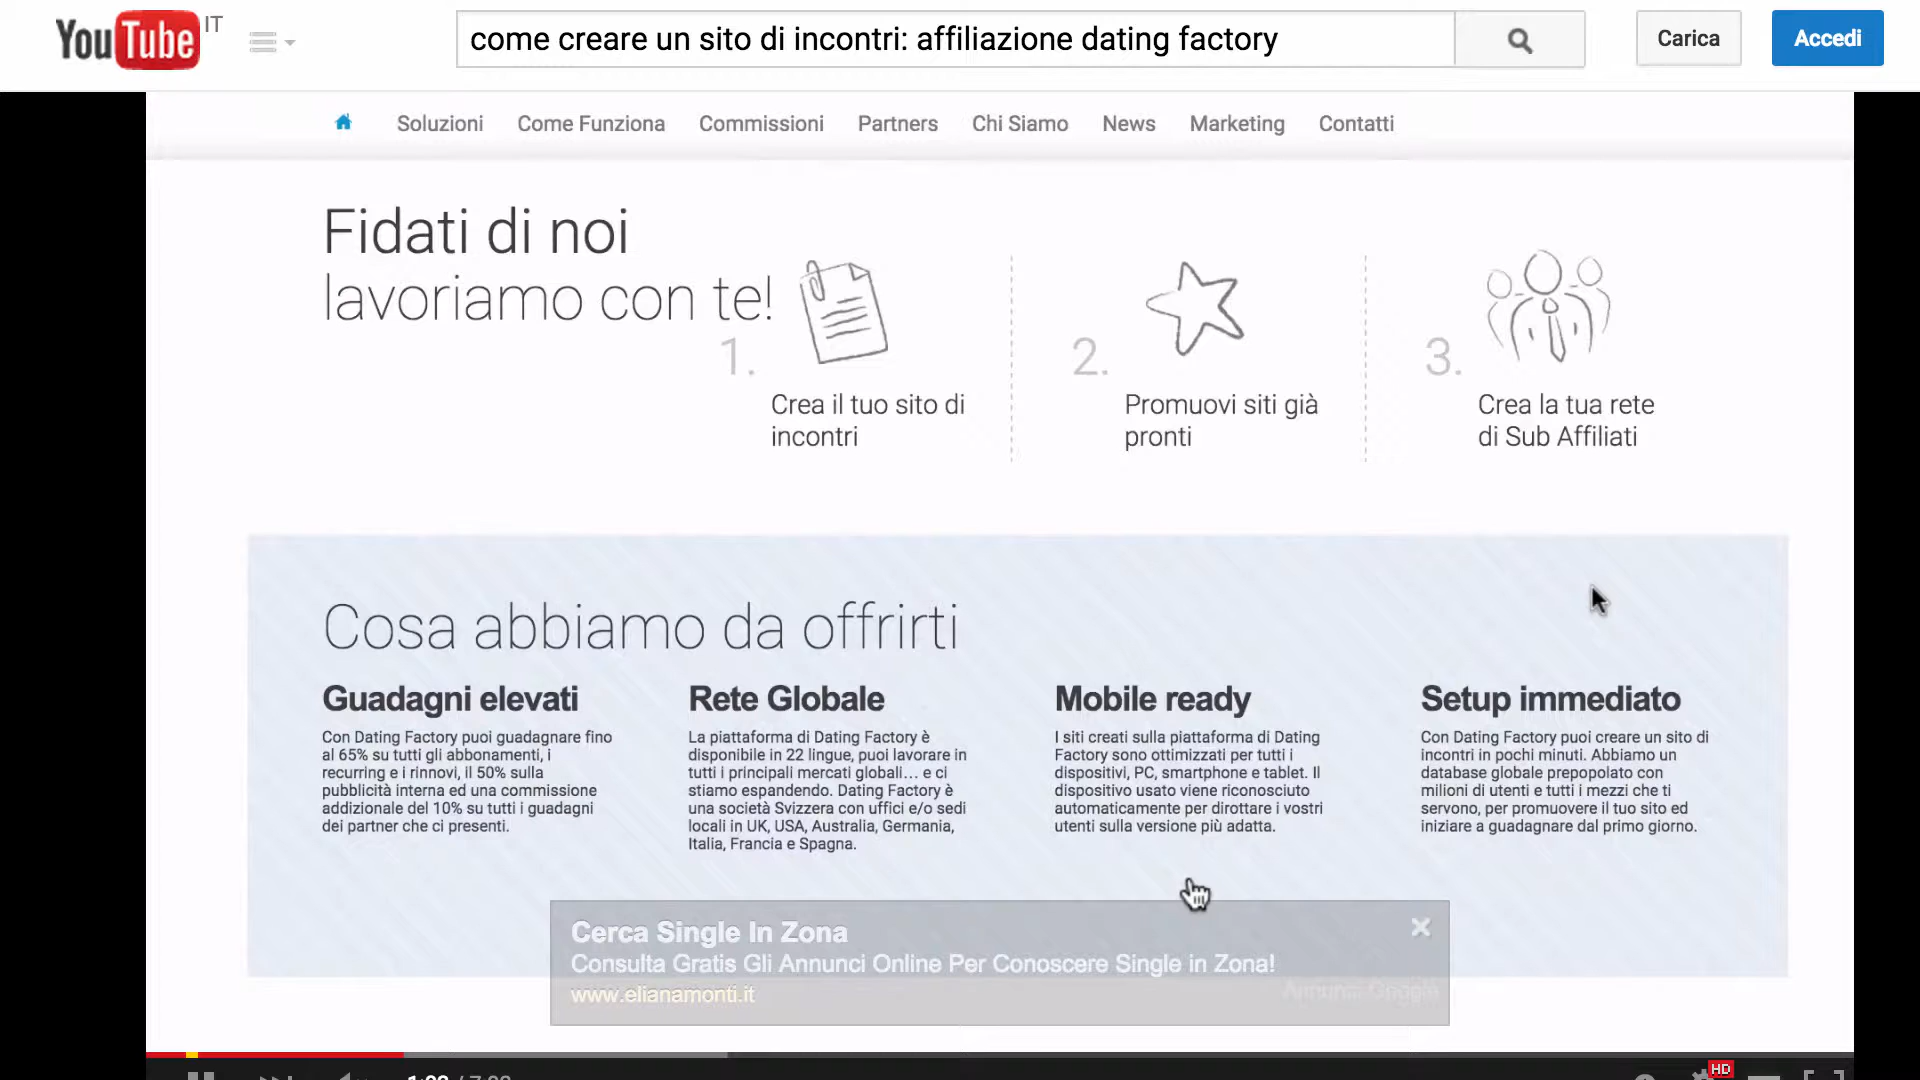 YouTube IT
come creare un sito di incontri: affiliazione dating factory
Carica
Accedi
Soluzioni Come Funziona Commissioni Partners Chi Siamo News Marketing Contatti
Fidati di noi
lavoriamo con te!
1.
Crea il tuo sito di
incontri
2.
Promuovi siti già
pronti
3.
Crea la tua rete
di Sub Affiliati
Cosa abbiamo da offrirti
Guadagni elevati
Con Dating Factory puoi guadagnare fino
al 65% su tutti gli abbonamenti, i
recurring e i rinnovi, il 50% sulla
pubblicità interna ed una commissione
addizionale del 10% su tutti i guadagni
dei partner che ci presenti.
Rete Globale
La piattaforma di Dating Factory è
disponibile in 22 lingue, puoi lavorare in
tutti i principali mercati globali... e ci
stiamo espandendo. Dating Factory è
una società Svizzera con uffici e/o sedi
locali in UK, USA, Australia, Germania,
Italia, Francia e Spagna.
Mobile ready
I siti creati sulla piattaforma di Dating
Factory sono ottimizzati per tutti i
dispositivi, PC, smartphone e tablet. Il
dispositivo usato viene riconosciuto
automaticamente per dirottare i vostri
utenti sulla versione più adatta.
Setup immediato
Con Dating Factory puoi creare un sito di
incontri in pochi minuti. Abbiamo un
database globale prepopolato con
milioni di utenti e tutti i mezzi che ti
servono, per promuovere il tuo sito ed
iniziare a guadagnare dal primo giorno.
Cerca Single In Zona
Consulta Gratis Gli Annunci Online Per Conoscere Single in Zona!
www.elianamonti.it
Annunci Google
HD